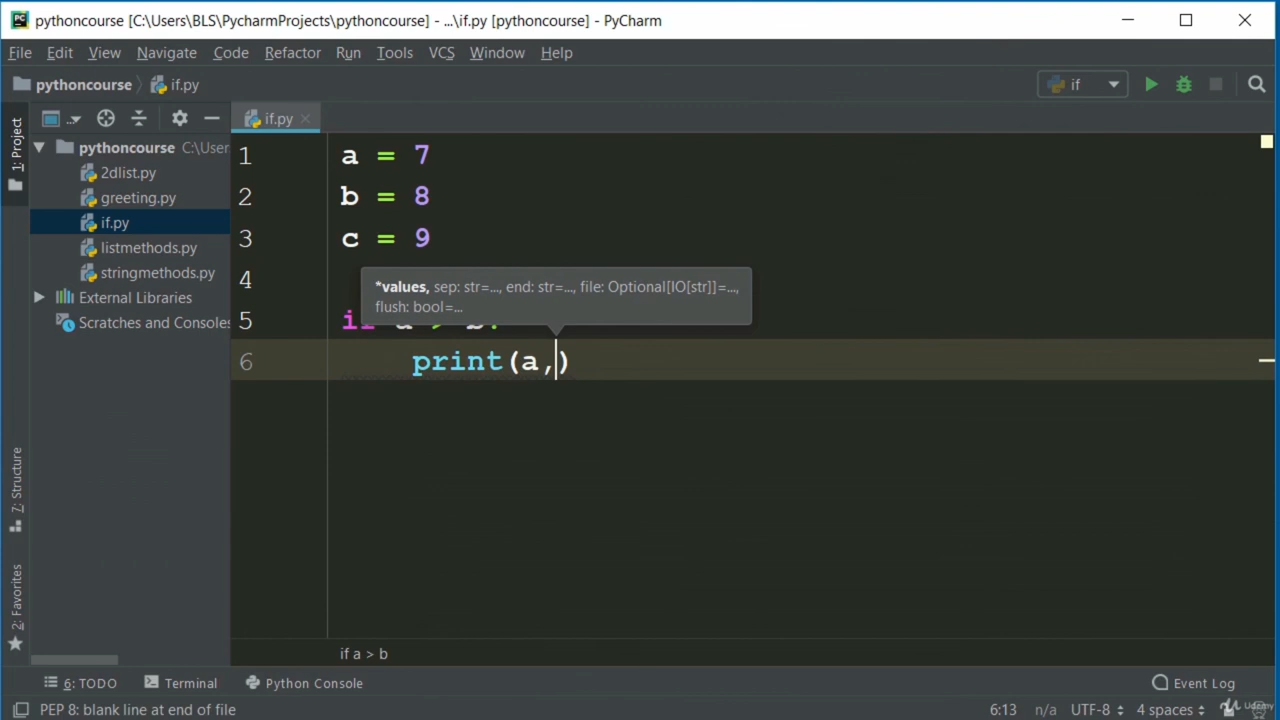 pythoncourse [C:\Users\BLS\PycharmProjects\pythoncourse] - ...\if.py [pythoncourse] - PyCharm
File Edit View Navigate Code Refactor Run Tools VCS Window Help
pythoncourse if.py if
1: Project
if.py
pythoncourse C:\User
2dlist.py
greeting.py
if.py
listmethods.py
stringmethods.py
External Libraries
Scratches and Consoles
7: Structure
2: Favorites
1 a = 7
2 b = 8
3 c = 9
4
*values, sep: str=..., end: str=..., file: Optional[IO[str]]=...,
flush: bool=...
5 if a > b:
6 print(a,)
if a > b
6: TODO Terminal Python Console Event Log
PEP 8: blank line at end of file 6:13 n/a UTF-8 4 spaces
Udemy